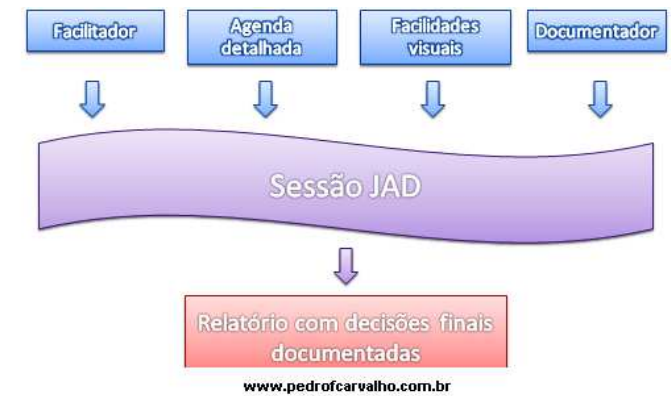 Facilitador
Agenda
detalhada
Facilidades
visuais
Documentador
Sessão JAD
Relatório com decisões finais
documentadas
www.pedrofcarvalho.com.br